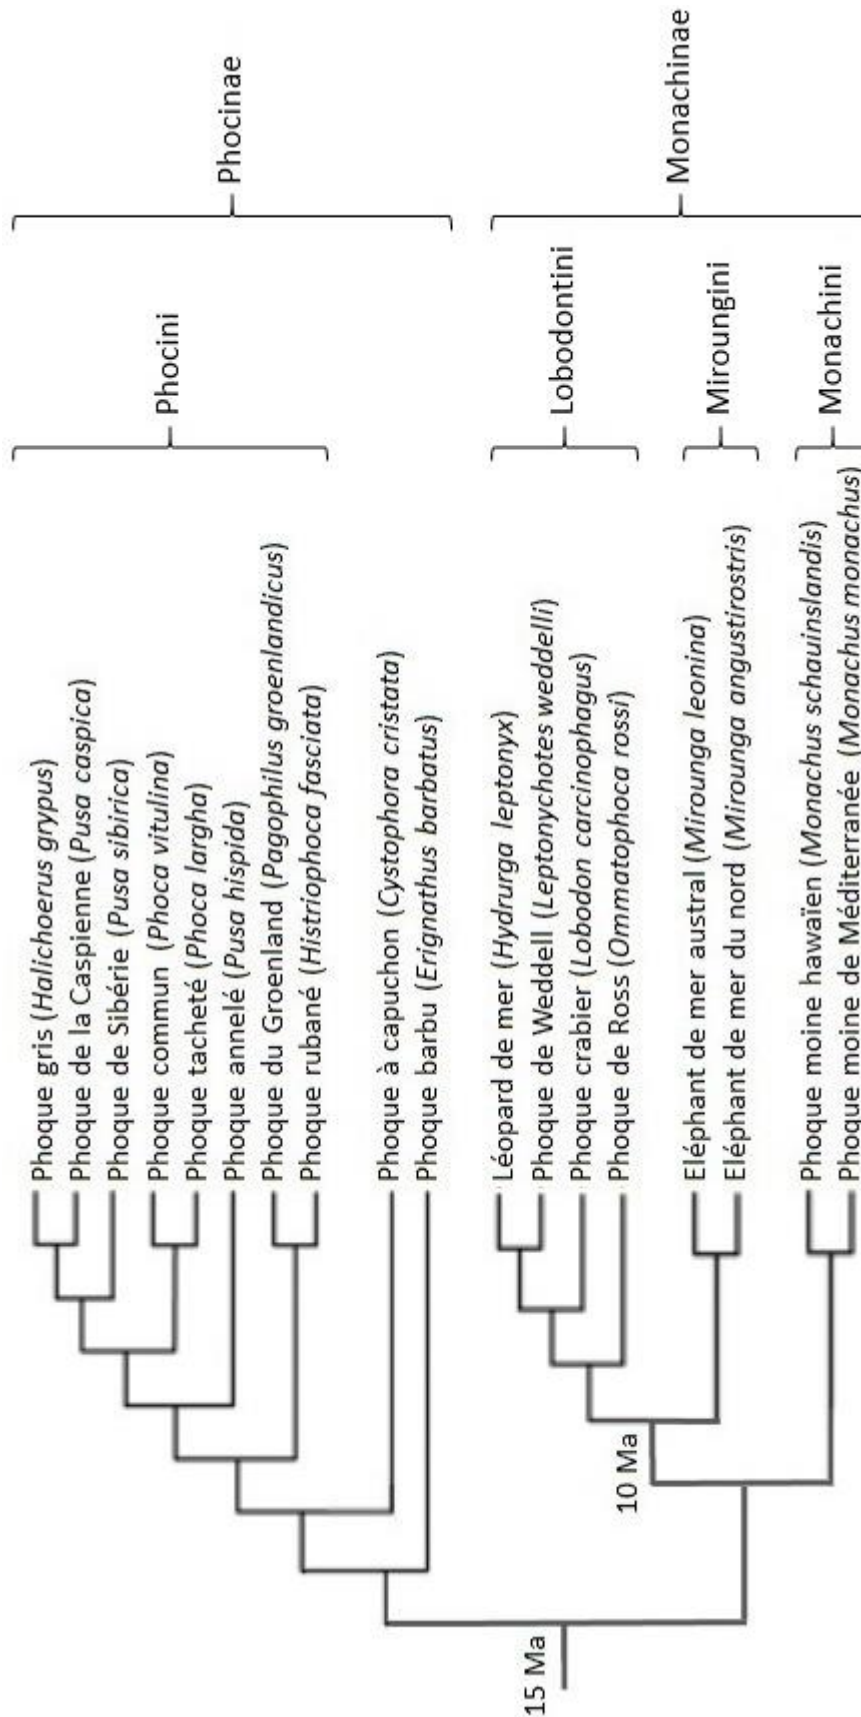 Phoque gris (Halichoerus grypus)
Phoque de la Caspienne (Pusa caspica)
Phoque de Sibérie (Pusa sibirica)
Phoque commun (Phoca vitulina)
Phoque tacheté (Phoca largha)
Phoque annelé (Pusa hispida)
Phoque du Groenland (Pagophilus groenlandicus)
Phoque rubané (Histriophoca fasciata)
Phocini
Phoque à capuchon (Cystophora cristata)
Phoque barbu (Erignathus barbatus)
Phocinae
Léopard de mer (Hydrurga leptonyx)
Phoque de Weddell (Leptonychotes weddelli)
Phoque crabier (Lobodon carcinophagus)
Phoque de Ross (Ommatophoca rossi)
Lobodontini
Eléphant de mer austral (Mirounga leonina)
Eléphant de mer du nord (Mirounga angustirostris)
Miroungini
Phoque moine hawaïen (Monachus schauinslandis)
Phoque moine de Méditerranée (Monachus monachus)
Monachini
Monachinae
15 Ma
10 Ma